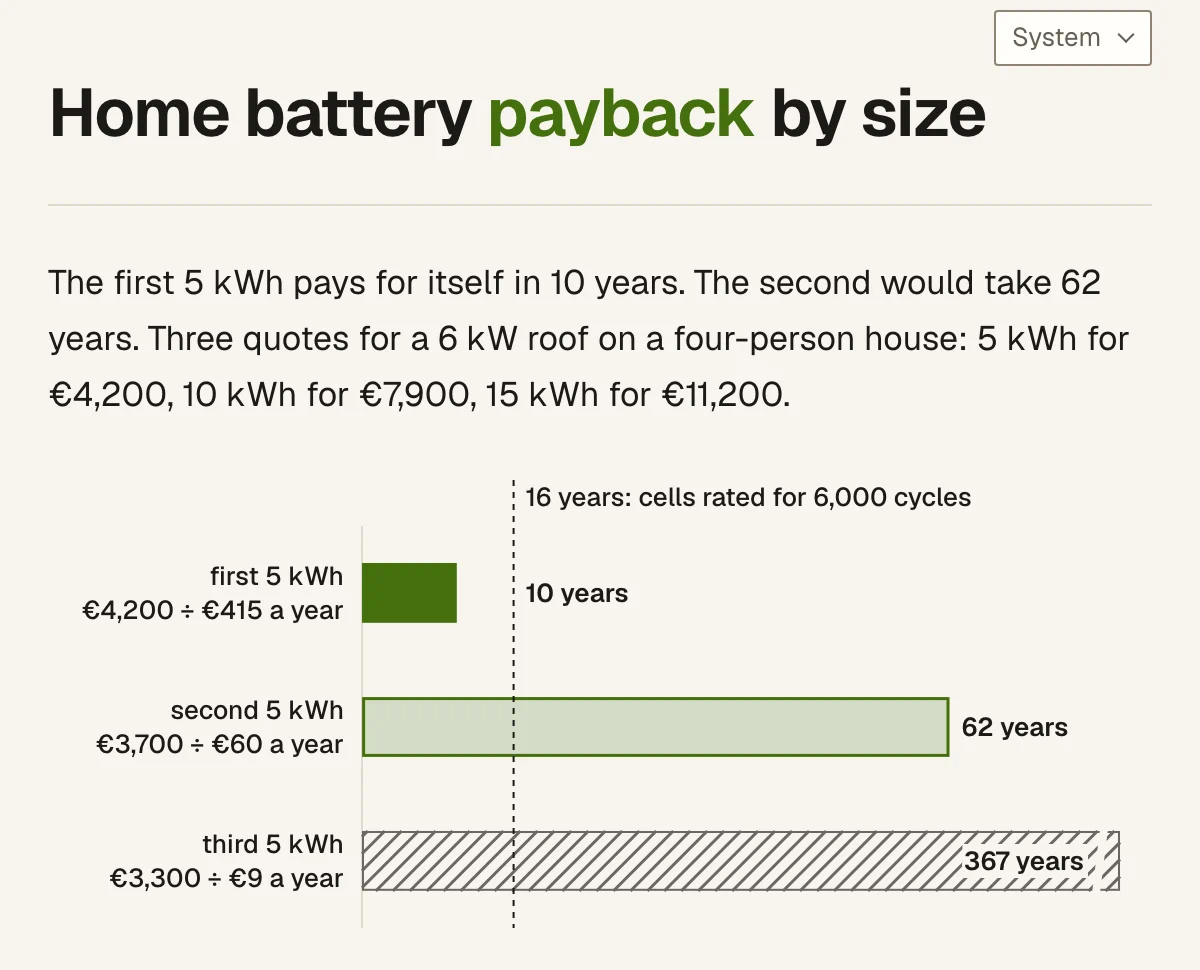 System
Home battery payback by size
The first 5 kWh pays for itself in 10 years. The second would take 62
years. Three quotes for a 6 kW roof on a four-person house: 5 kWh for
€4,200, 10 kWh for €7,900, 15 kWh for €11,200.
16 years: cells rated for 6,000 cycles
first 5 kWh
€4,200 ÷ €415 a year
10 years
second 5 kWh
€3,700 ÷ €60 a year
62 years
third 5 kWh
€3,300 ÷ €9 a year
367 years